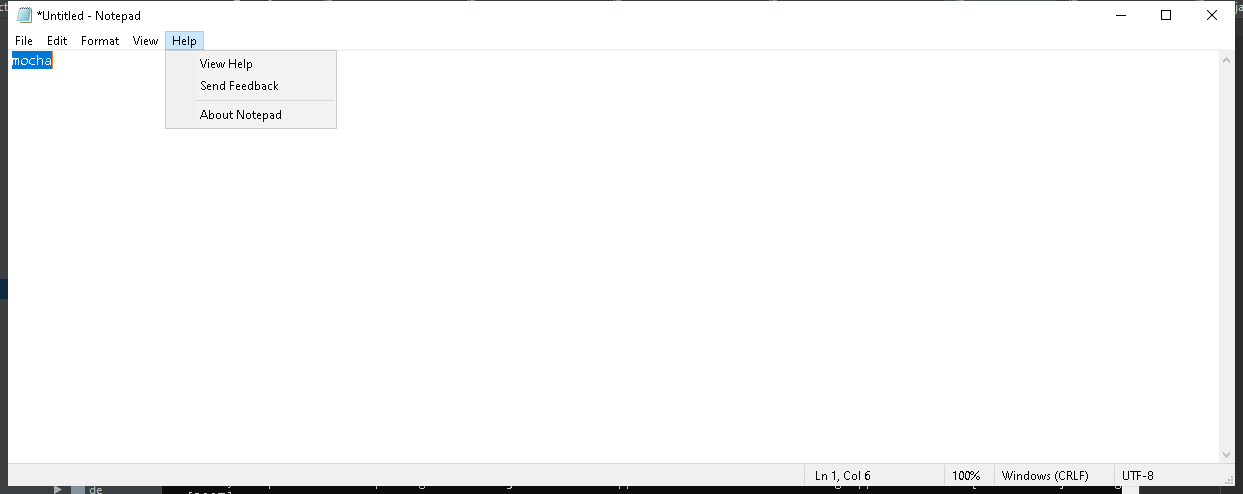 *Untitled - Notepad
File Edit Format View Help
mocha
View Help
Send Feedback
About Notepad
Ln 1, Col 6 100% Windows (CRLF) UTF-8
de